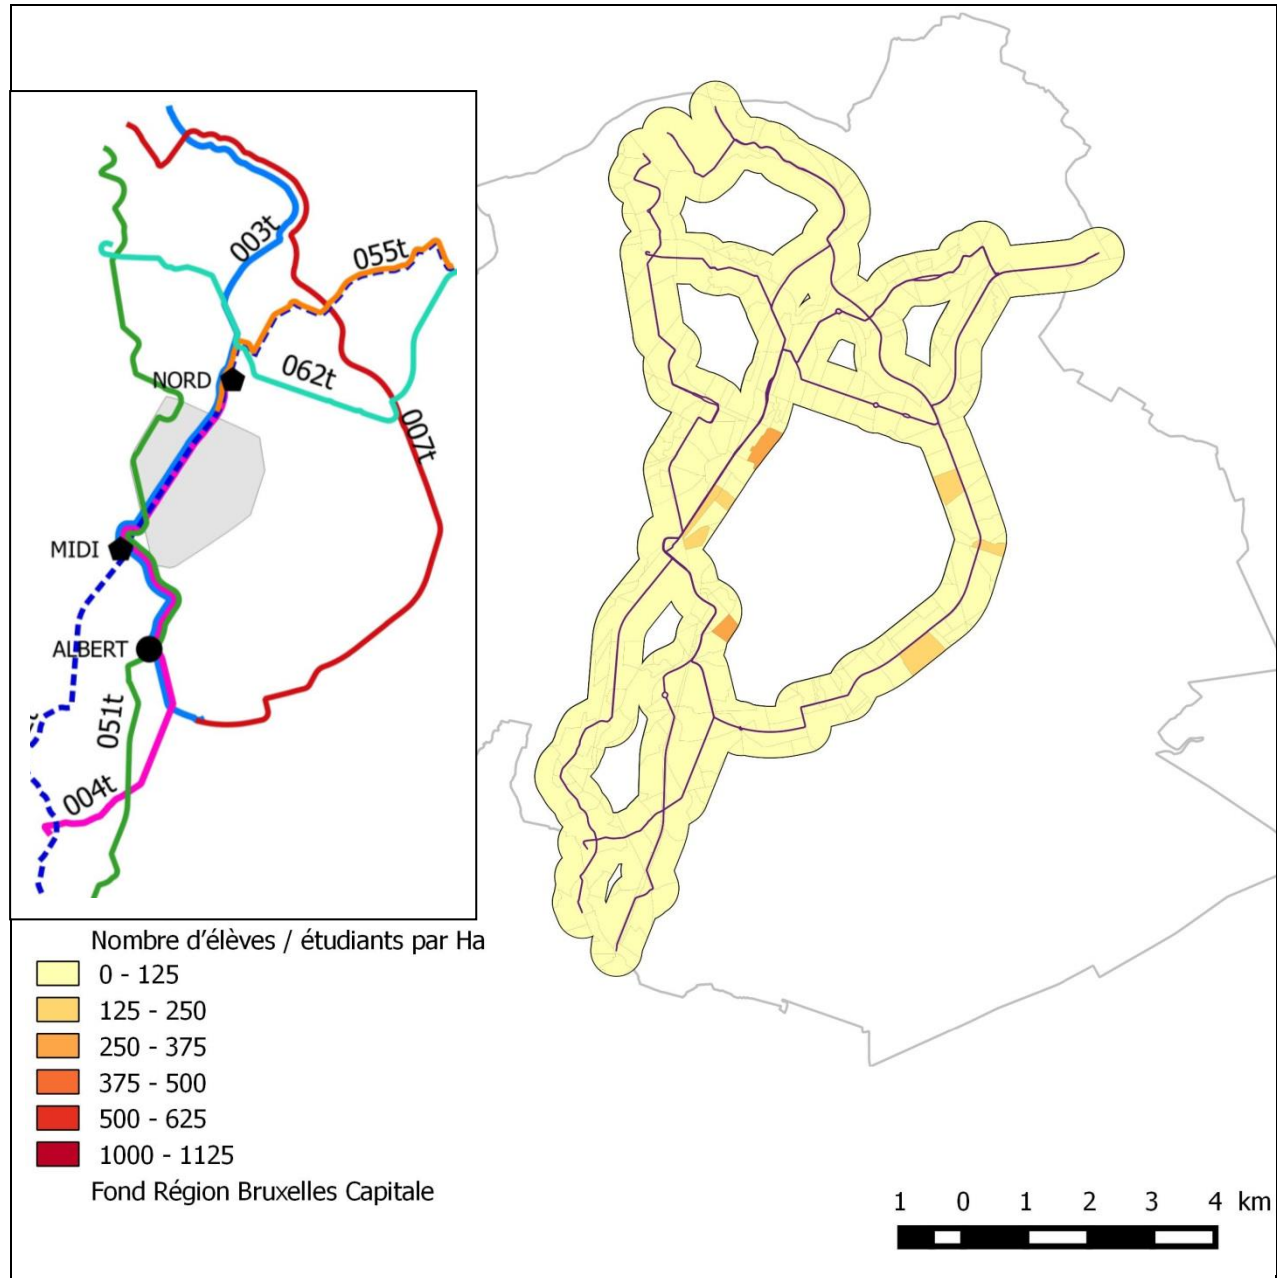 003t
055t
062t
NORD
007t
MIDI
ALBERT
051t
004t
Nombre d'élèves / étudiants par Ha
0 - 125
125 - 250
250 - 375
375 - 500
500 - 625
1000 - 1125
Fond Région Bruxelles Capitale
1 0 1 2 3 4 km